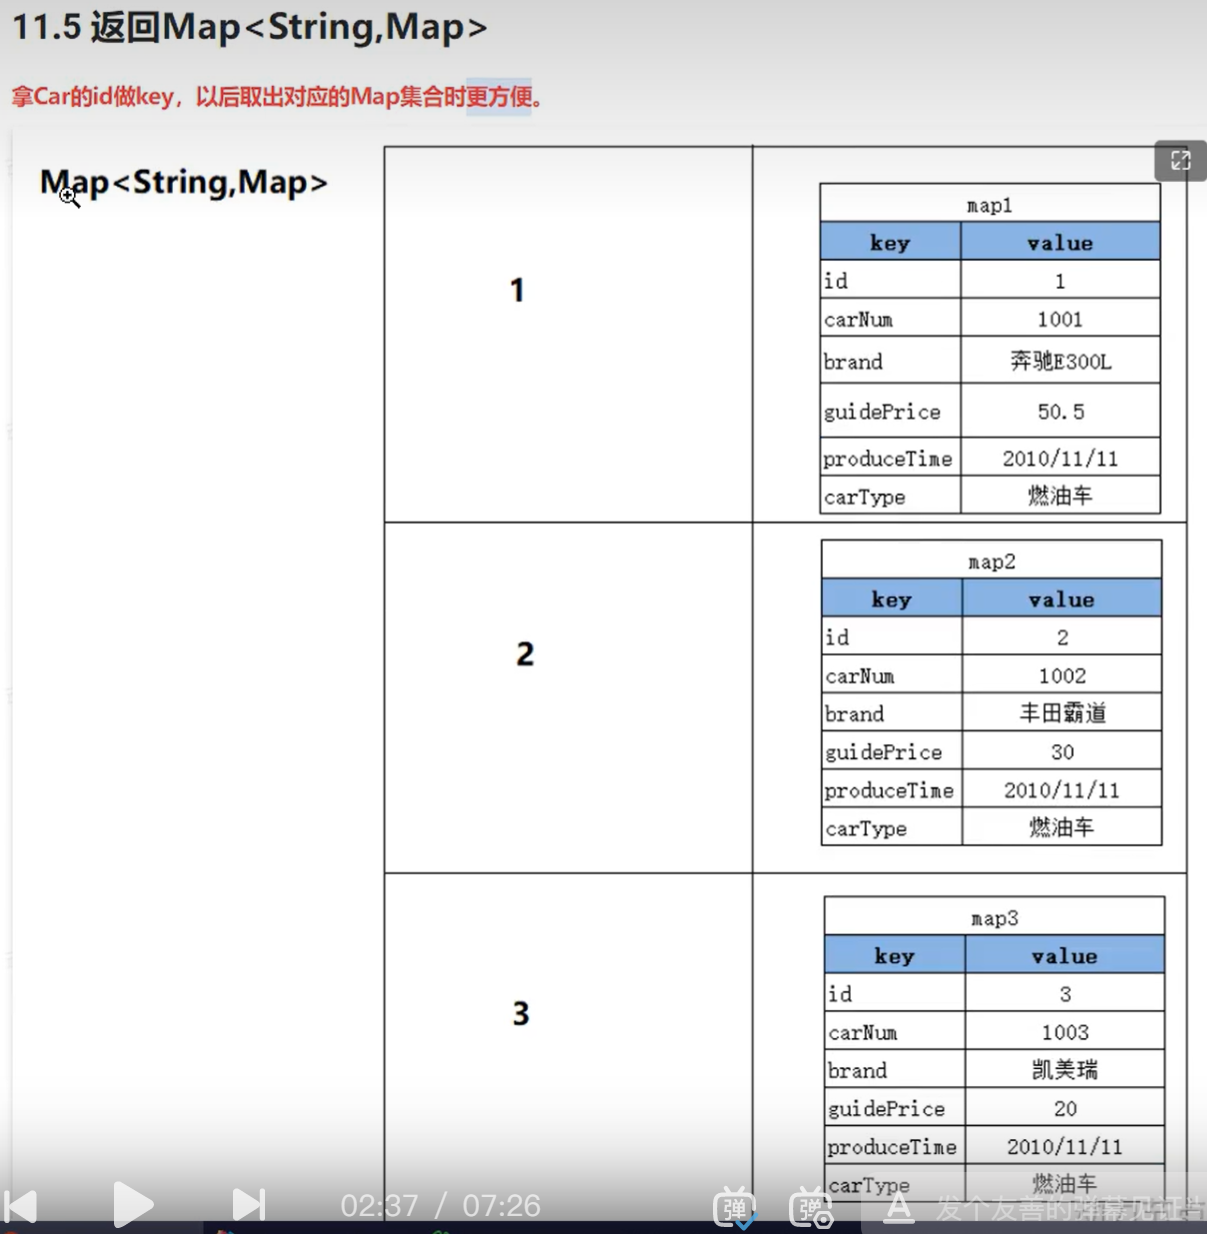 11.5 返回Map<String,Map>
拿Car的id做key，以后取出对应的Map集合时更方便。
Map<String,Map>
1
map1
key value
id 1
carNum 1001
brand 奔驰E300L
guidePrice 50.5
produceTime 2010/11/11
carType 燃油车
2
map2
key value
id 2
carNum 1002
brand 丰田霸道
guidePrice 30
produceTime 2010/11/11
carType 燃油车
3
map3
key value
id 3
carNum 1003
brand 凯美瑞
guidePrice 20
produceTime 2010/11/11
carType 燃油车
02:37 / 07:26
弹 弹 A 发个友善的弹幕见证